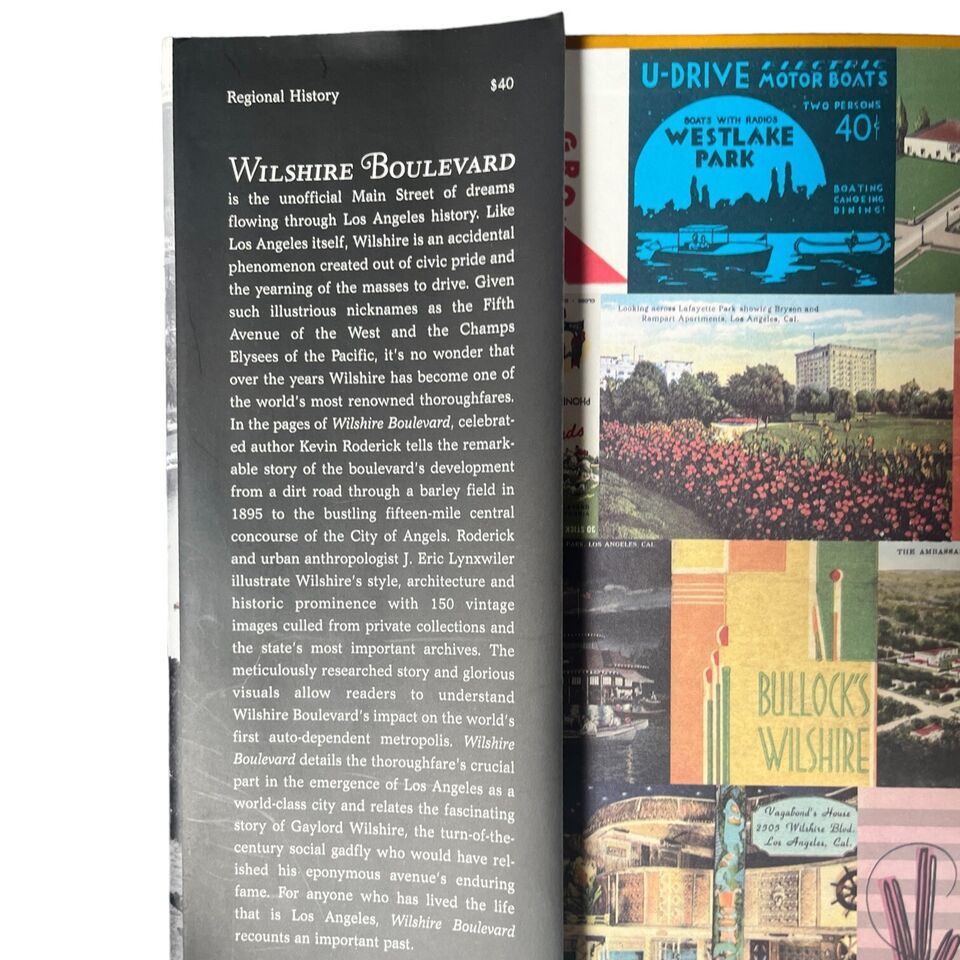 Regional History
$40
WILSHIRE BOULEVARD
is the unofficial Main Street of dreams
flowing through Los Angeles history. Like
Los Angeles itself, Wilshire is an accidental
phenomenon created out of civic pride and
the yearning of the masses to drive. Given
such illustrious nicknames as the Fifth
Avenue of the West and the Champs
Elysees of the Pacific, it's no wonder that
over the years Wilshire has become one of
the world's most renowned thoroughfares.
In the pages of Wilshire Boulevard, celebrat-
ed author Kevin Roderick tells the remark-
able story of the boulevard's development
from a dirt road through a barley field in
1895 to the bustling fifteen-mile central
concourse of the City of Angels. Roderick
and urban anthropologist J. Eric Lynxwiler
illustrate Wilshire's style, architecture and
historic prominence with 150 vintage
images culled from private collections and
the state's most important archives. The
meticulously researched story and glorious
visuals allow readers to understand
Wilshire Boulevard's impact on the world's
first auto-dependent metropolis. Wilshire
Boulevard details the thoroughfare's crucial
part in the emergence of Los Angeles as a
world-class city and relates the fascinating
story of Gaylord Wilshire, the turn-of-the-
century social gadfly who would have rel-
ished his eponymous avenue's enduring
fame. For anyone who has lived the life
that is Los Angeles, Wilshire Boulevard
recounts an important past.
U-DRIVE ELECTRIC
MOTOR BOATS
TWO PERSONS
40¢
BOATS WITH RADIOS
WESTLAKE
PARK
BOATING
CANOEING
DINING!
Looking across Lafayette Park showing Bryson and
Rampart Apartments, Los Angeles, Cal.
PARK, LOS ANGELES, CAL.
THE AMBASSA
BULLOCK'S
WILSHIRE
Vagabond's House
2505 Wilshire Blvd.
Los Angeles, Cal.
20 STICK